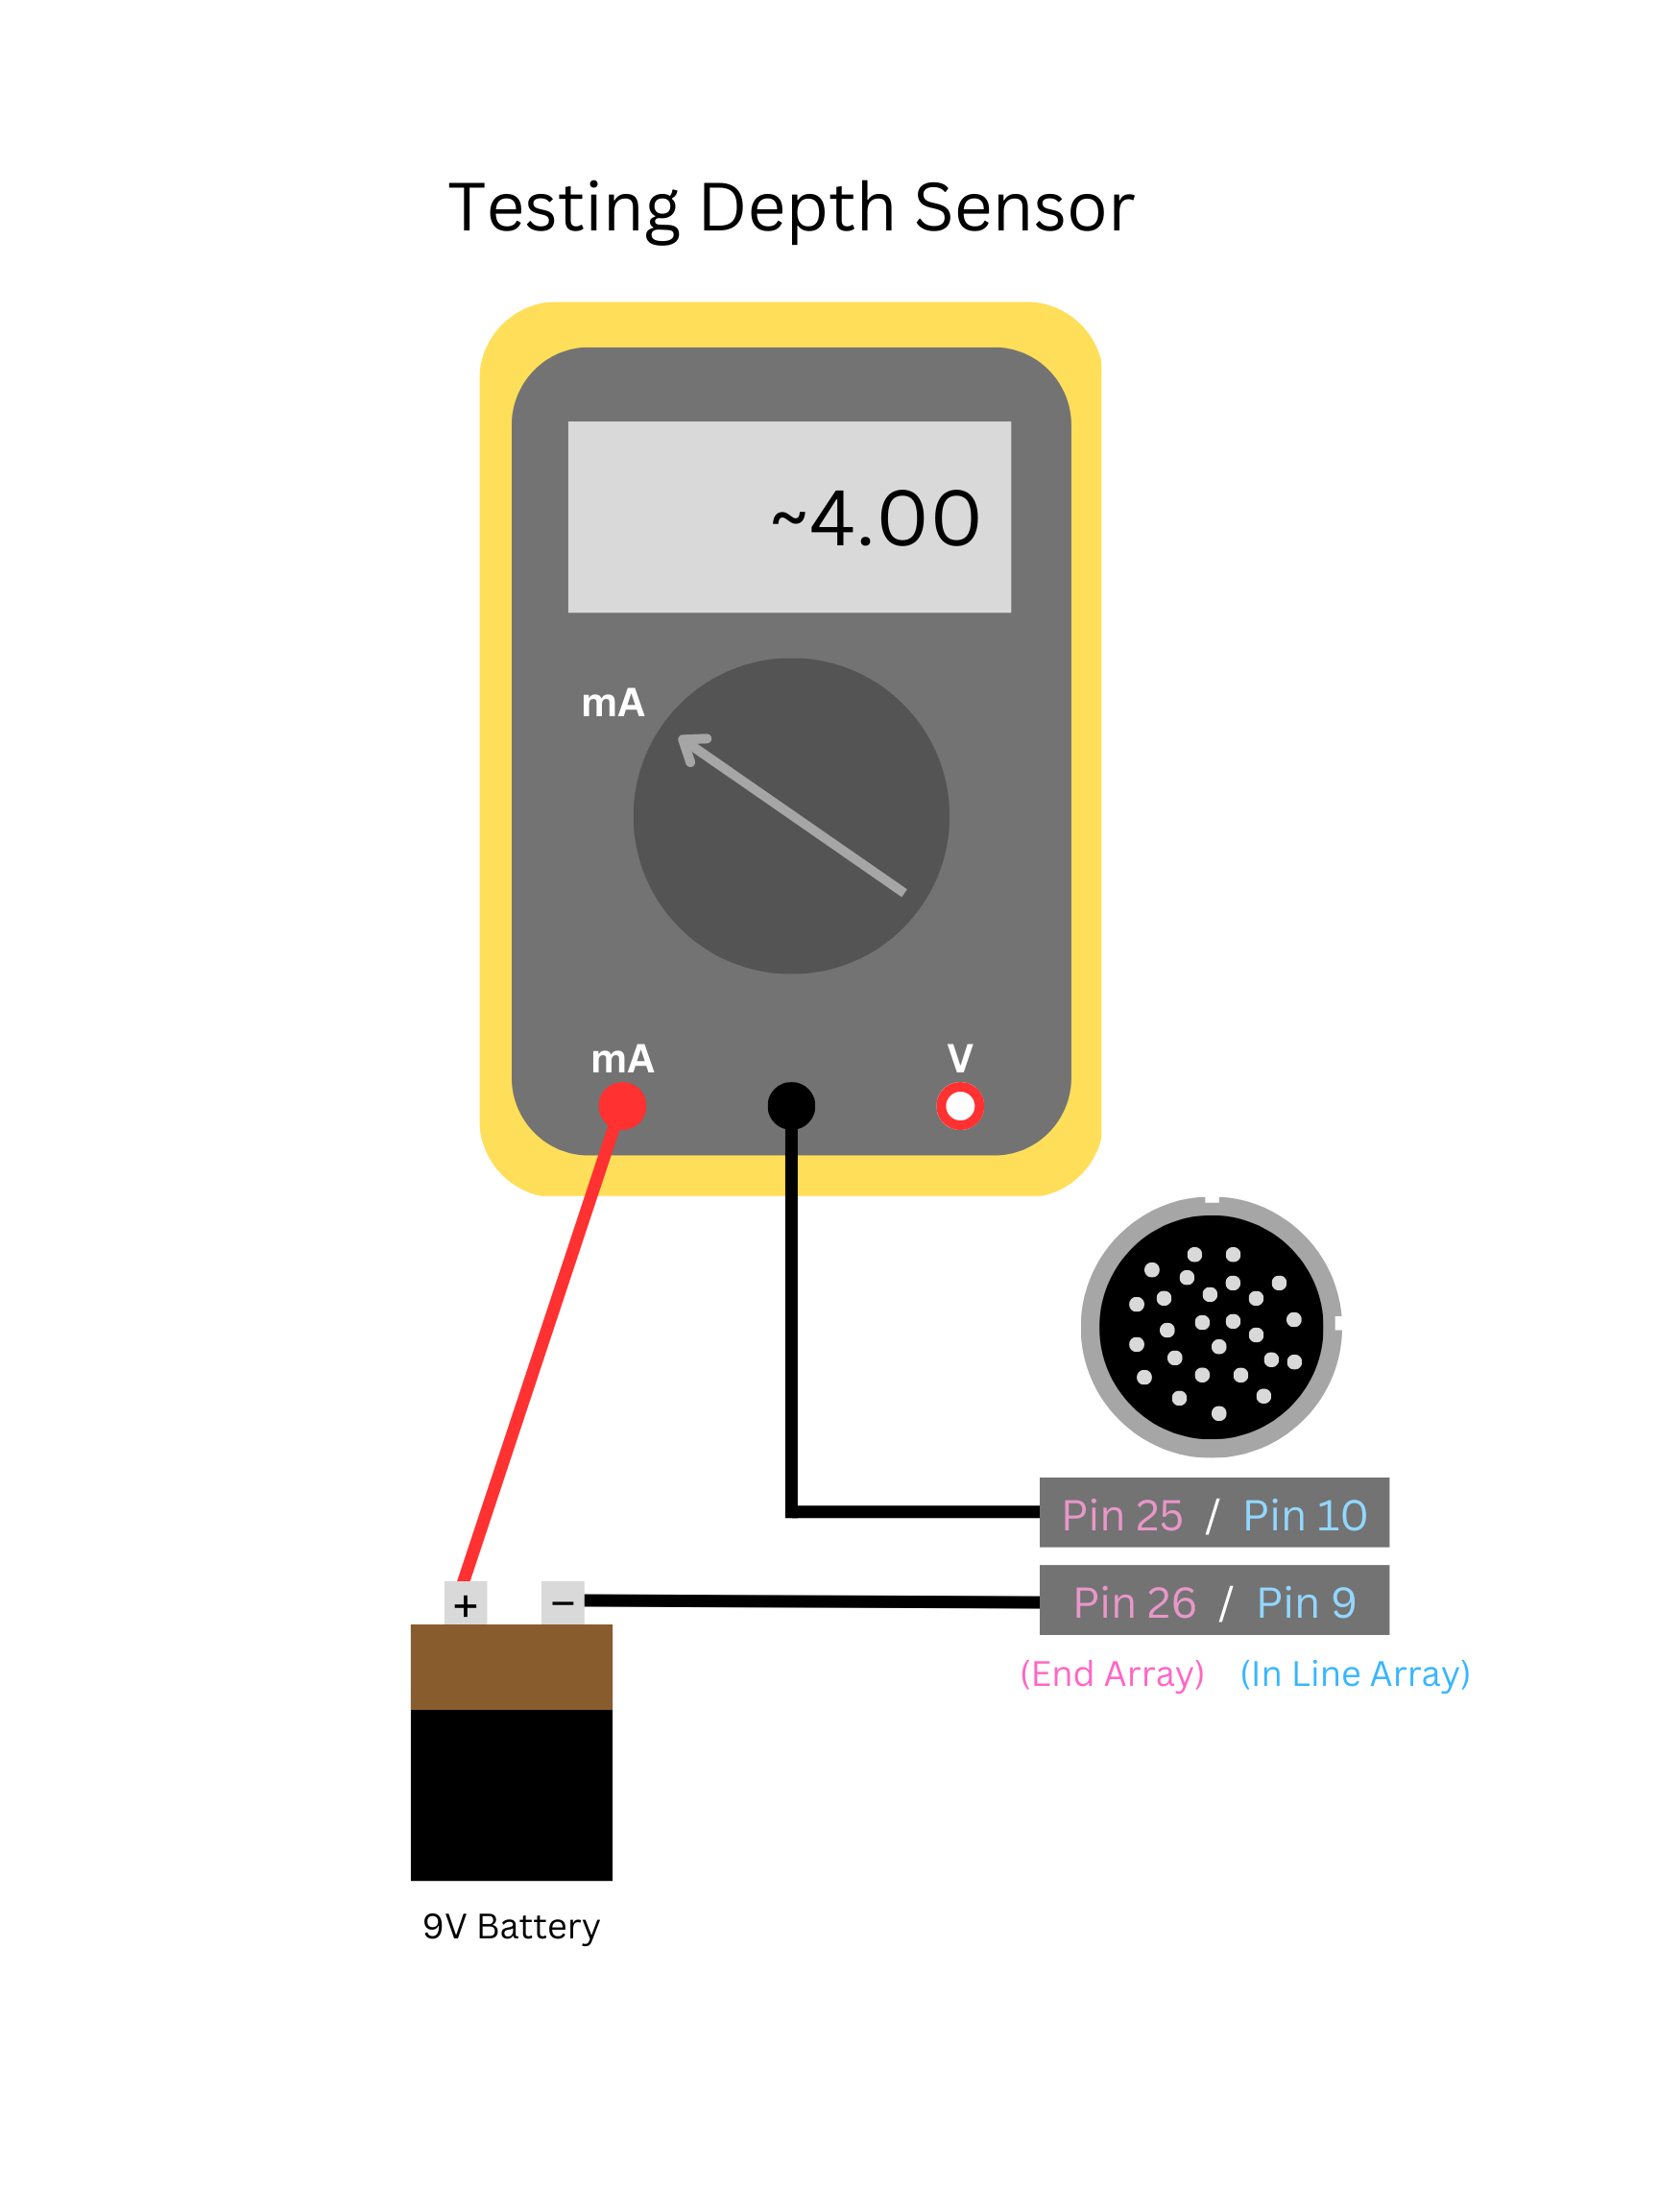 Testing Depth Sensor
~4.00
mA
mA
V
Pin 25 / Pin 10
+
−
Pin 26 / Pin 9
(End Array) (In Line Array)
9V Battery